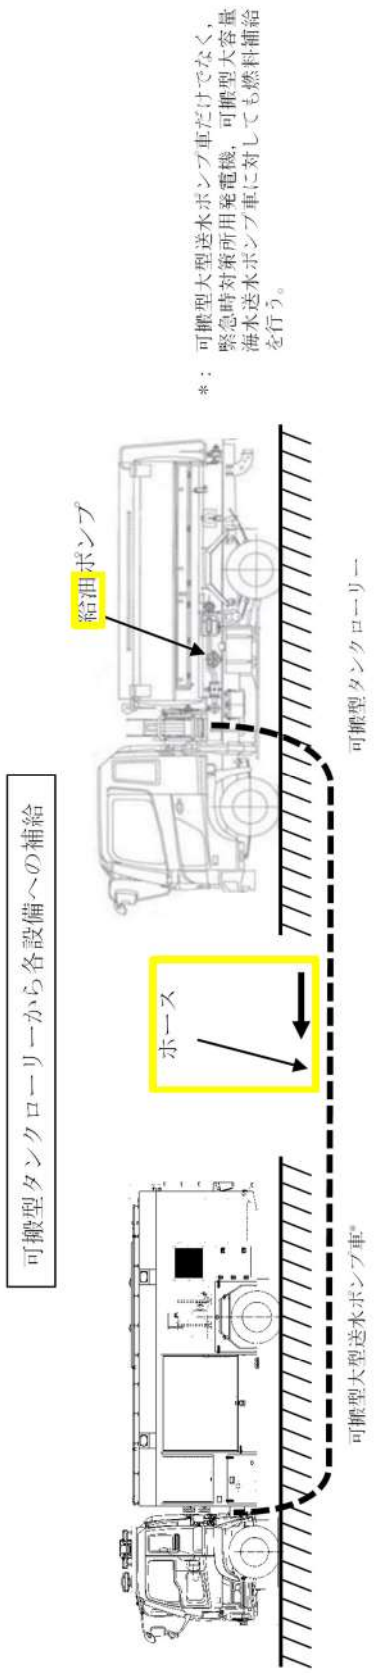 可搬型タンクローリーから各設備への補給
給油ポンプ
ホース
可搬型大型送水ポンプ車*
可搬型タンクローリー
*： 可搬型大型送水ポンプ車だけでなく，
緊急時対策所用発電機，可搬型大容量
海水送水ポンプ車に対しても燃料補給
を行う。